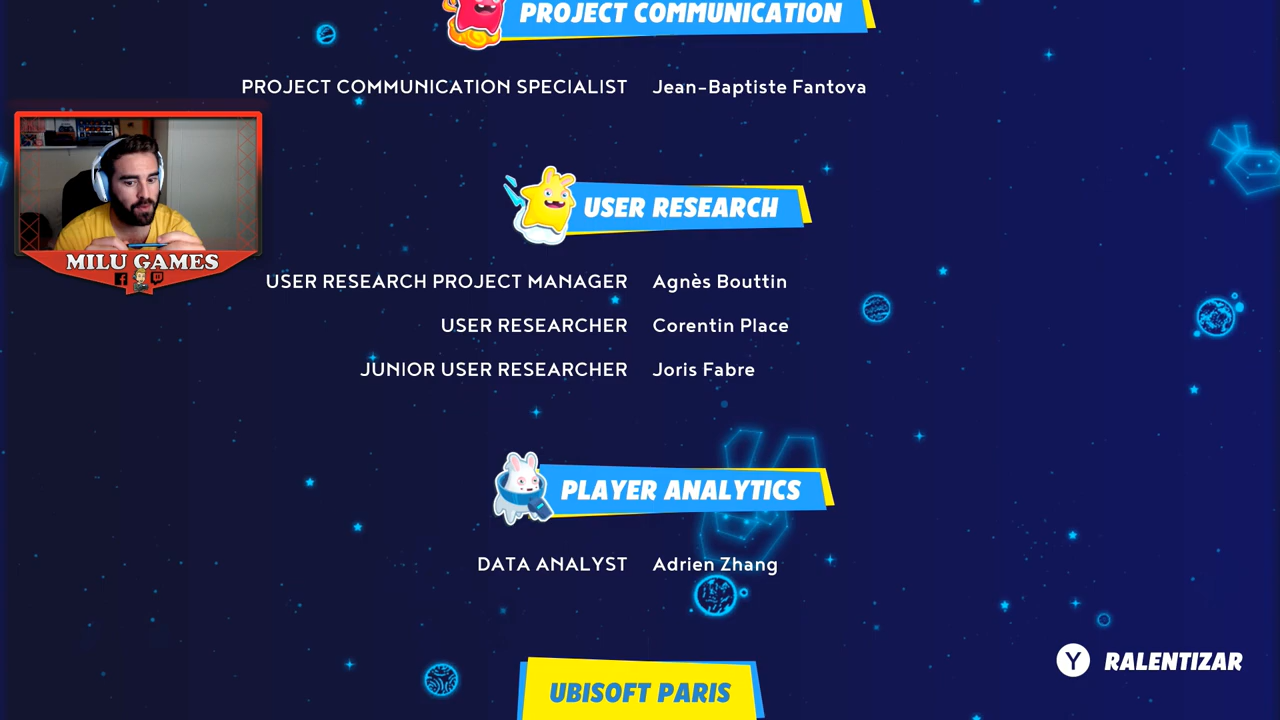 PROJECT COMMUNICATION
PROJECT COMMUNICATION SPECIALIST Jean-Baptiste Fantova
MILU GAMES
USER RESEARCH
USER RESEARCH PROJECT MANAGER Agnès Bouttin
USER RESEARCHER Corentin Place
JUNIOR USER RESEARCHER Joris Fabre
PLAYER ANALYTICS
DATA ANALYST Adrien Zhang
Y RALENTIZAR
UBISOFT PARIS